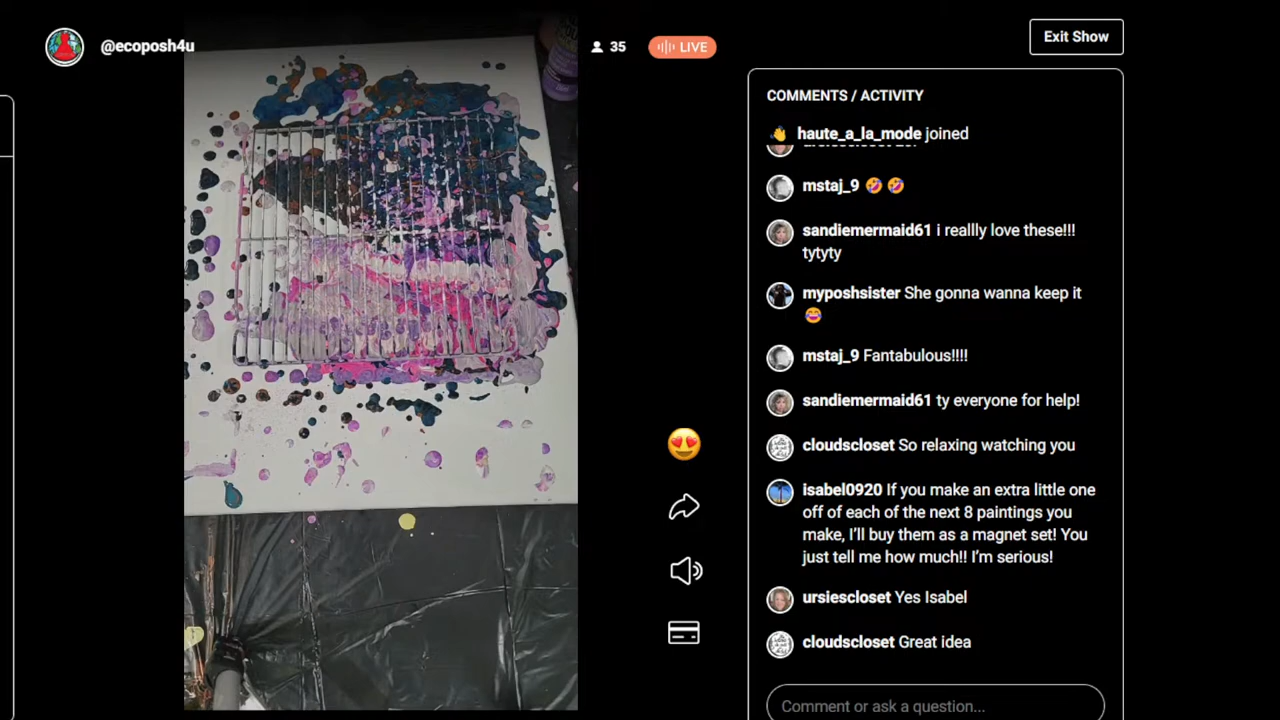 @ecoposh4u
35
LIVE
Exit Show
COMMENTS / ACTIVITY
👋 haute_a_la_mode joined
mstaj_9 🤣 🤣
sandiemermaid61 i reallly love these!!!
tytyty
myposhsister She gonna wanna keep it
😂
mstaj_9 Fantabulous!!!!
sandiemermaid61 ty everyone for help!
cloudscloset So relaxing watching you
isabel0920 If you make an extra little one
off of each of the next 8 paintings you
make, I’ll buy them as a magnet set! You
just tell me how much!! I’m serious!
ursiescloset Yes Isabel
cloudscloset Great idea
Comment or ask a question...